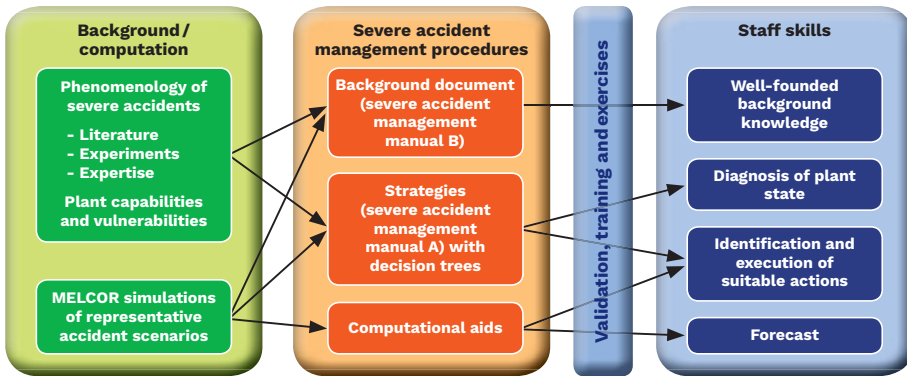 Background/
computation
Phenomenology of
severe accidents
- Literature
- Experiments
- Expertise
Plant capabilities
and vulnerabilities
MELCOR simulations
of representative
accident scenarios
Severe accident
management procedures
Background document
(severe accident
management
manual B)
Strategies
(severe accident
management
manual A) with
decision trees
Computational aids
Validation, training and exercises
Staff skills
Well-founded
background
knowledge
Diagnosis of plant
state
Identification and
execution of
suitable actions
Forecast